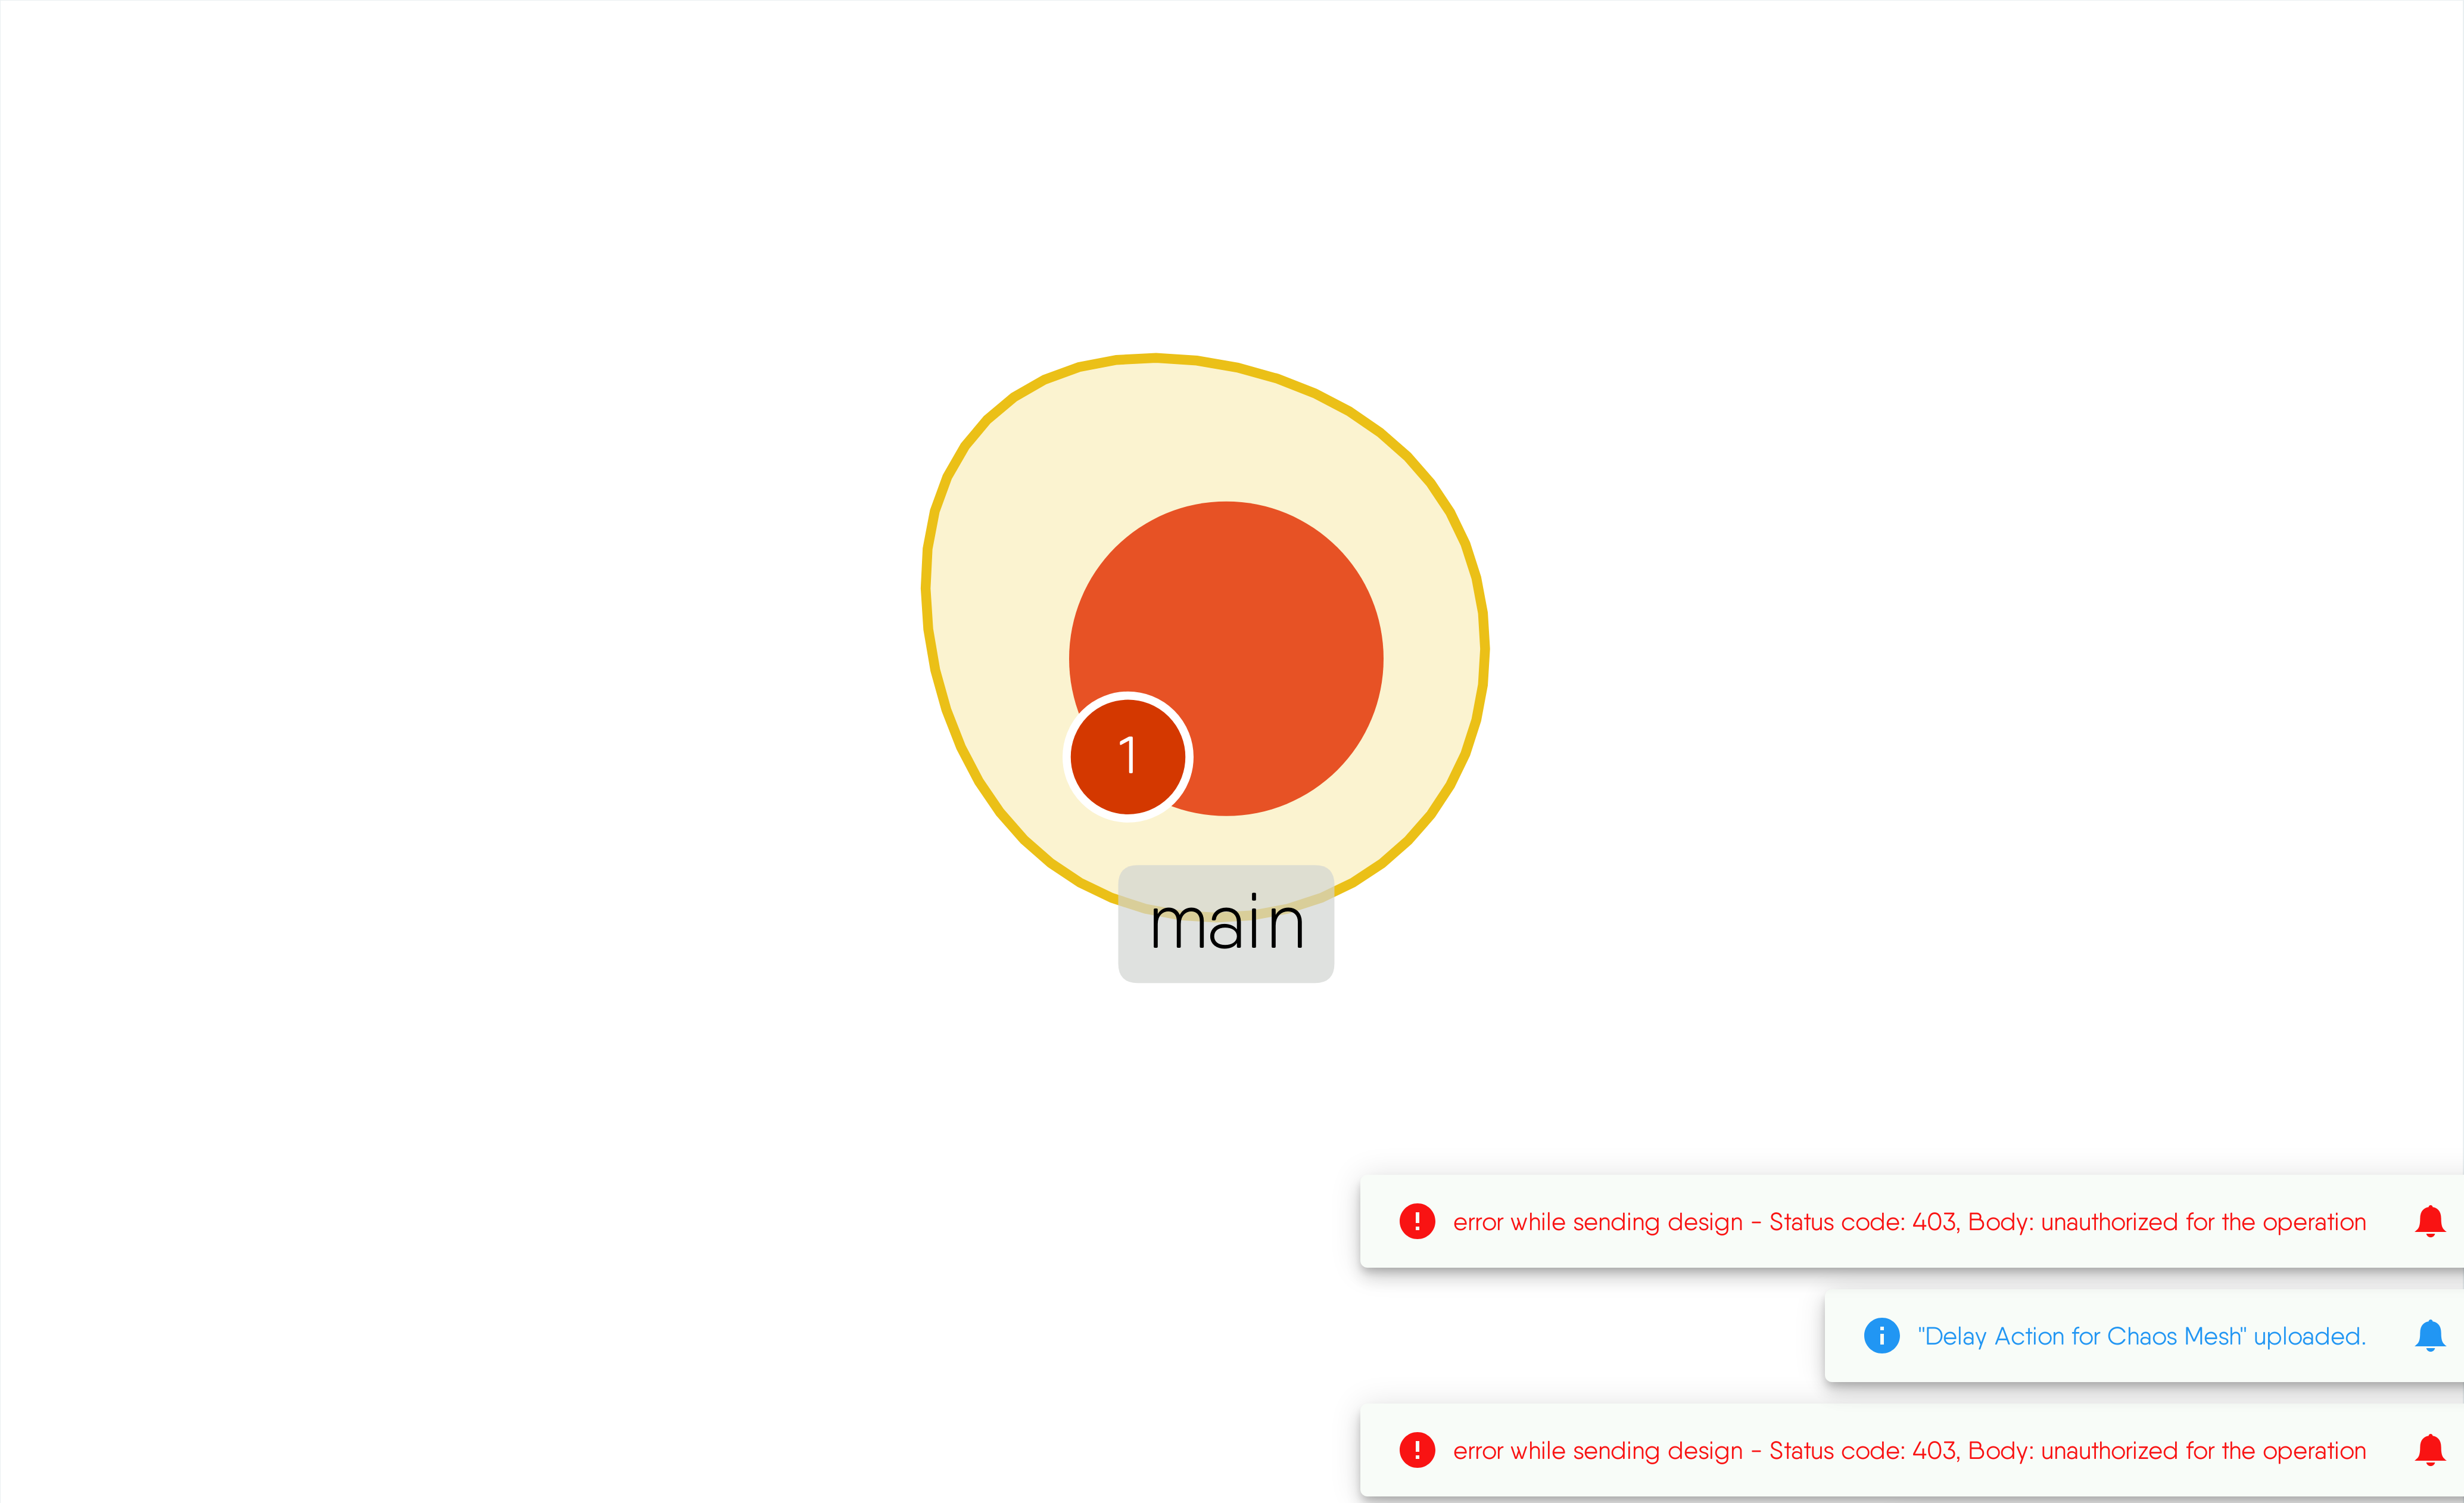 1
main
error while sending design - Status code: 403, Body: unauthorized for the operation
"Delay Action for Chaos Mesh" uploaded.
error while sending design - Status code: 403, Body: unauthorized for the operation